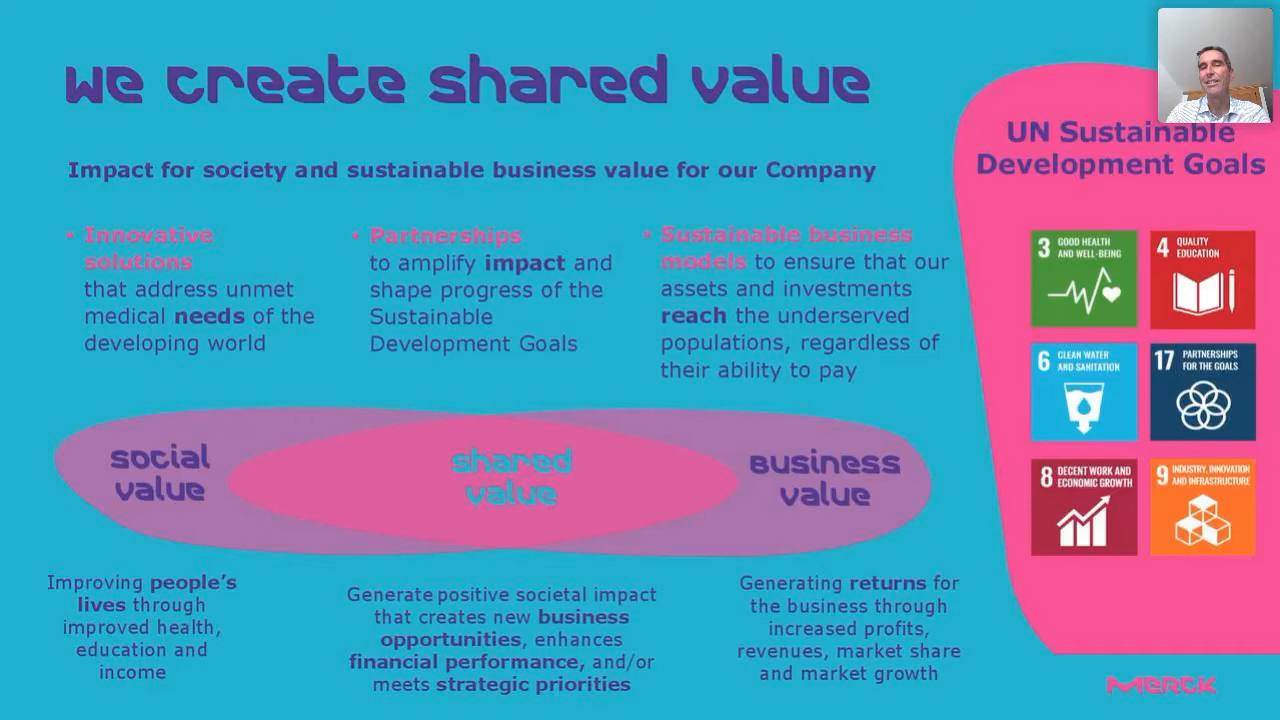 We create shared value
Impact for society and sustainable business value for our Company
• Innovative
solutions
that address unmet
medical needs of the
developing world
• Partnerships
to amplify impact and
shape progress of the
Sustainable
Development Goals
• Sustainable business
models to ensure that our
assets and investments
reach the underserved
populations, regardless of
their ability to pay
social
value
shared
value
Business
value
Improving people's
lives through
improved health,
education and
income
Generate positive societal impact
that creates new business
opportunities, enhances
financial performance, and/or
meets strategic priorities
Generating returns for
the business through
increased profits,
revenues, market share
and market growth
UN Sustainable
Development Goals
3 GOOD HEALTH
AND WELL-BEING
4 QUALITY
EDUCATION
6 CLEAN WATER
AND SANITATION
17 PARTNERSHIPS
FOR THE GOALS
8 DECENT WORK AND
ECONOMIC GROWTH
9 INDUSTRY, INNOVATION
AND INFRASTRUCTURE
Merck